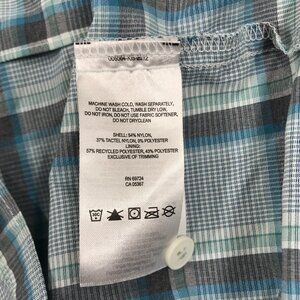 MACHINE WASH COLD, WASH SEPARATELY,
DO NOT BLEACH, TUMBLE DRY LOW,
DO NOT IRON, DO NOT USE FABRIC SOFTENER,
DO NOT DRYCLEAN
SHELL: 54% NYLON,
37% TACTEL NYLON, 9% POLYESTER
LINING:
57% RECYCLED POLYESTER, 43% POLYESTER
EXCLUSIVE OF TRIMMING
RN 69724
CA 05367